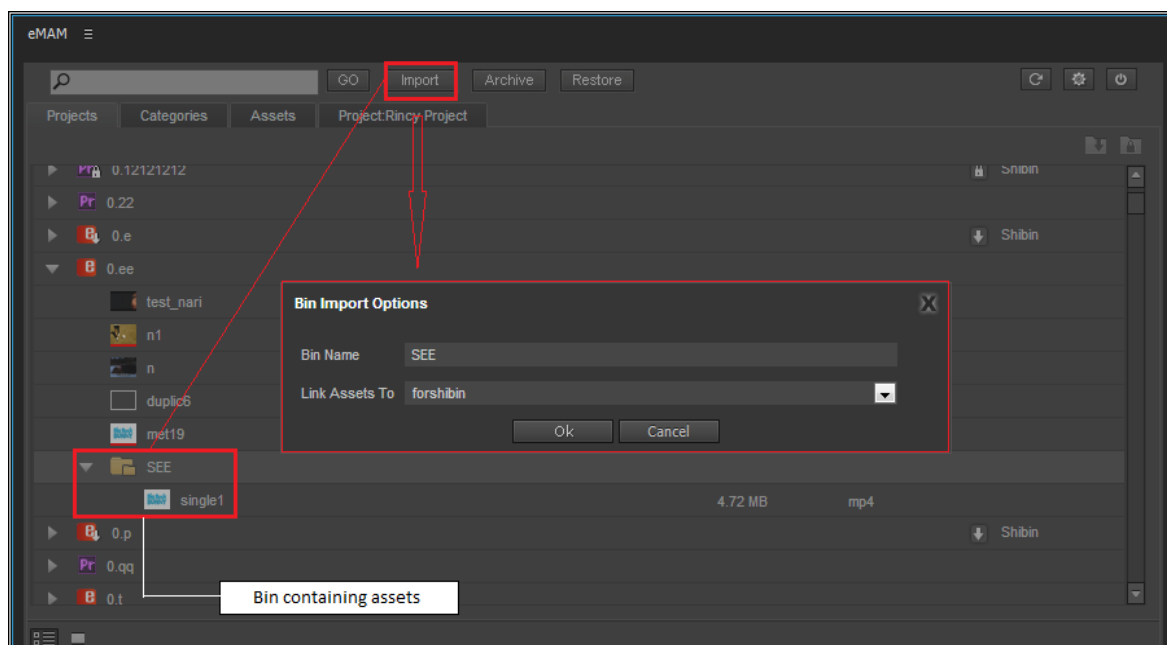 eMAM
GO Import Archive Restore
Projects Categories Assets Project:Rincy Project
Pr 0.12121212 Shibin
Pr 0.22
0.e Shibin
0.ee
test_nari
n1
n
duplic6
met19
Bin Import Options
X
Bin Name SEE
Link Assets To forshibin
Ok Cancel
SEE
single1 4.72 MB mp4
0.p Shibin
Pr 0.qq
0.t
Bin containing assets